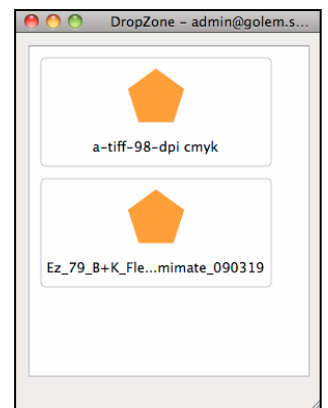 DropZone – admin@golem.s...
a-tiff-98-dpi cmyk
Ez_79_B+K_Fle...mimate_090319